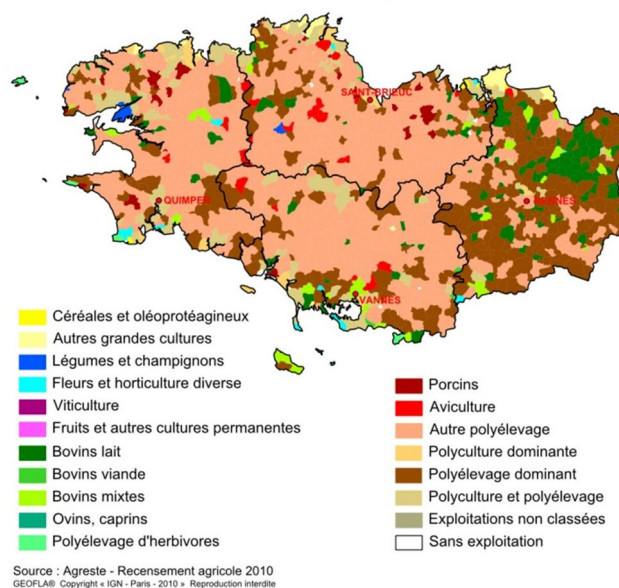 SAINT-BRIEUC
QUIMPER
RENNES
VANNES
Céréales et oléoprotéagineux
Autres grandes cultures
Légumes et champignons
Fleurs et horticulture diverse
Viticulture
Fruits et autres cultures permanentes
Bovins lait
Bovins viande
Bovins mixtes
Ovins, caprins
Polyélevage d'herbivores
Porcins
Aviculture
Autre polyélevage
Polyculture dominante
Polyélevage dominant
Polyculture et polyélevage
Exploitations non classées
Sans exploitation
Source : Agreste - Recensement agricole 2010
GEOFLA® Copyright « IGN - Paris - 2010 » Reproduction interdite